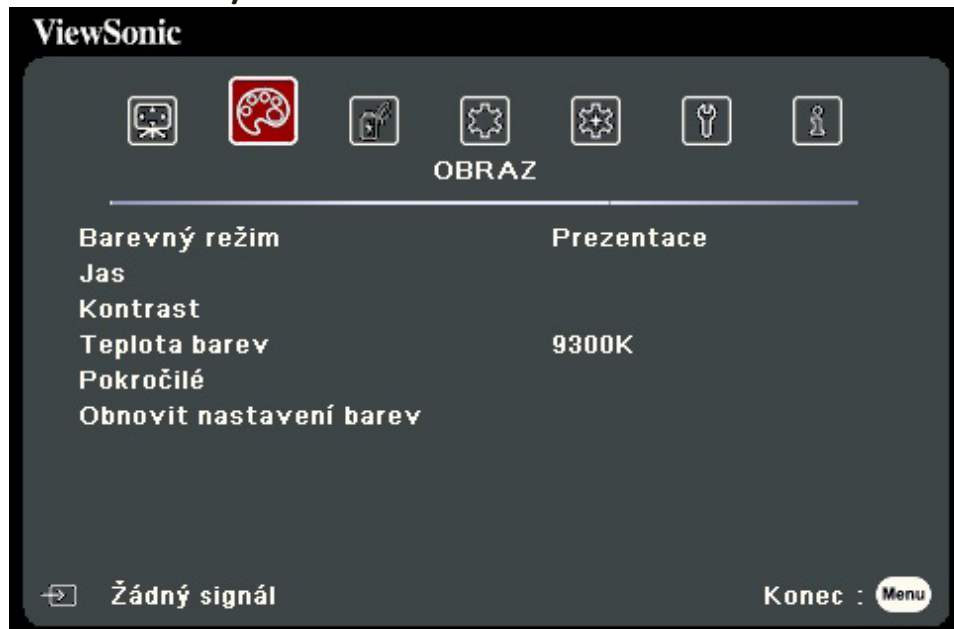 ViewSonic
OBRAZ
Barevný režim Prezentace
Jas
Kontrast
Teplota barev 9300K
Pokročilé
Obnovit nastavení barev
Žádný signál Konec : Menu